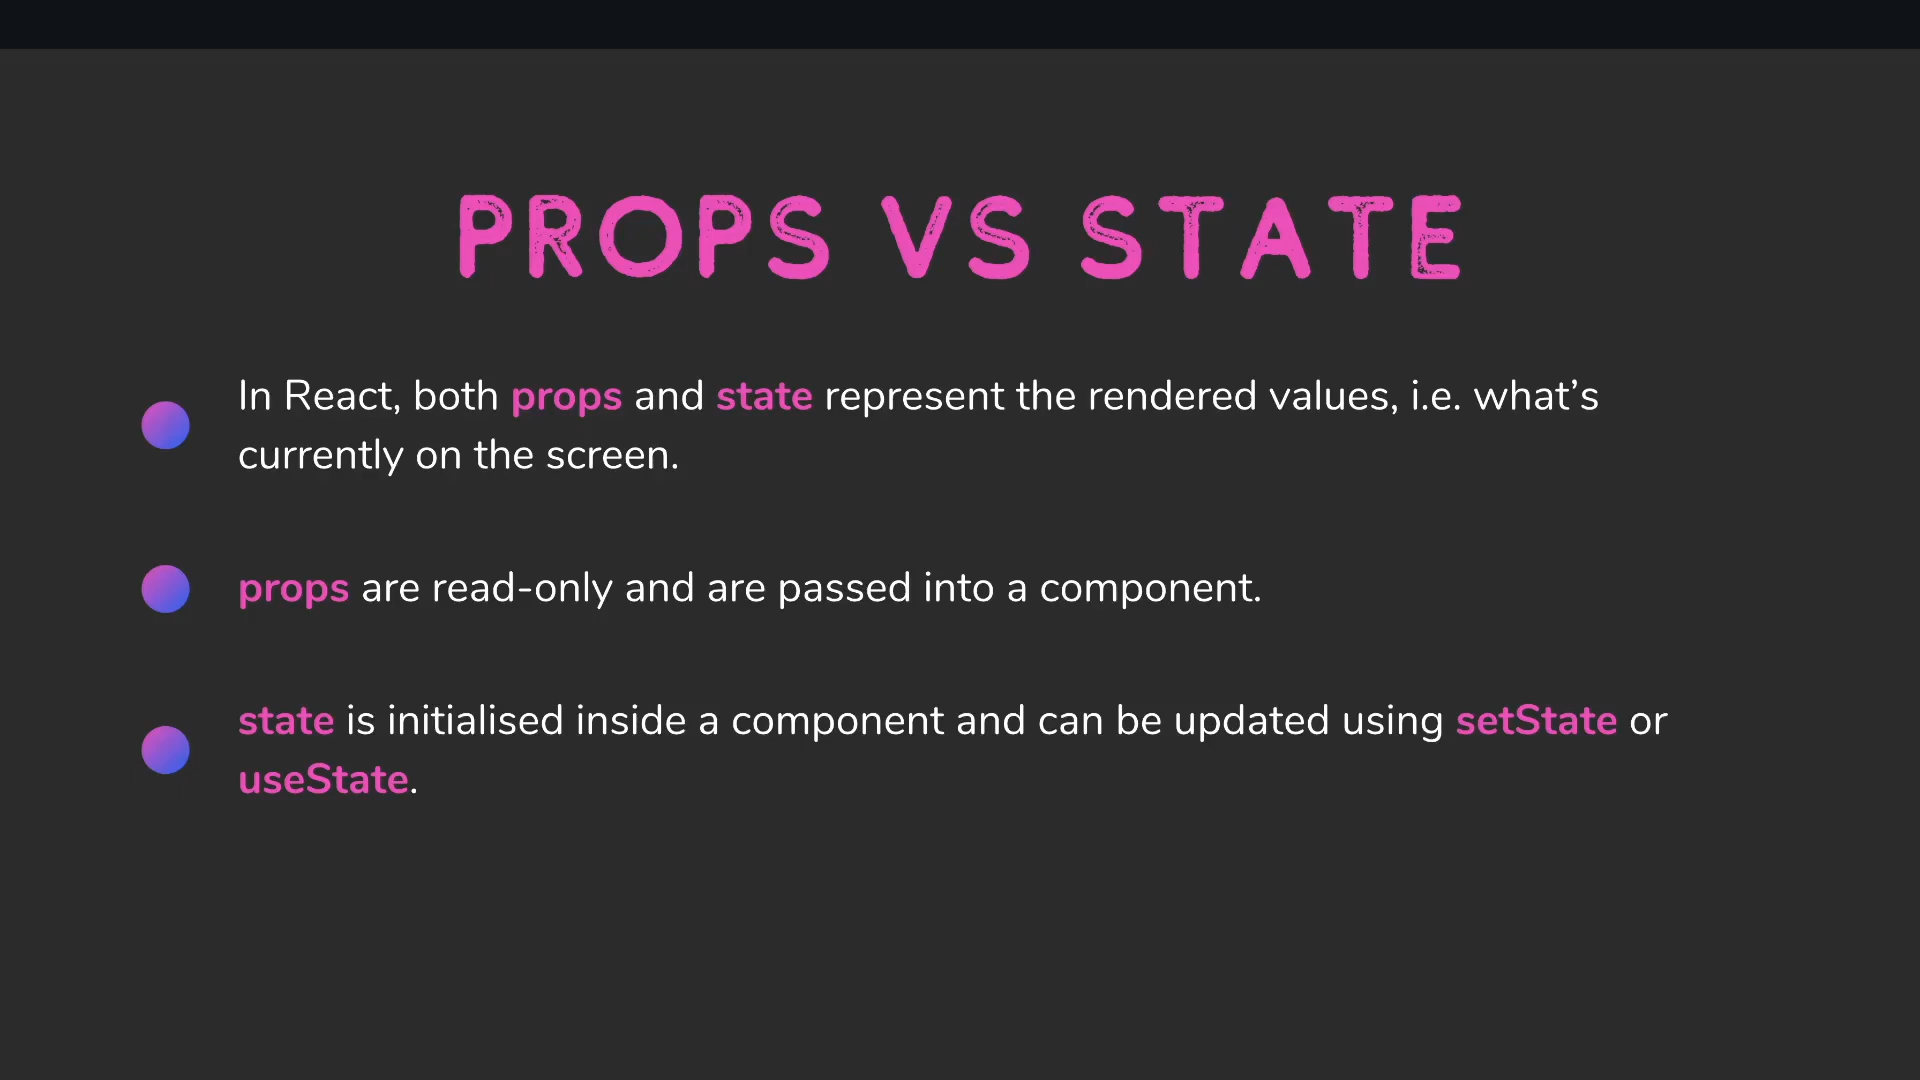 PROPS VS STATE
In React, both props and state represent the rendered values, i.e. what’s
currently on the screen.
props are read-only and are passed into a component.
state is initialised inside a component and can be updated using setState or
useState.